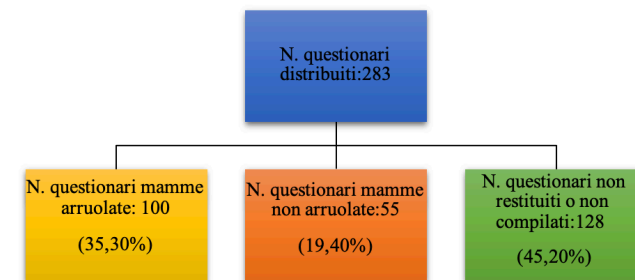 N. questionari
distribuiti:283
N. questionari mamme
arruolate: 100
(35,30%)
N. questionari mamme
non arruolate:55
(19,40%)
N. questionari non
restituiti o non
compilati:128
(45,20%)